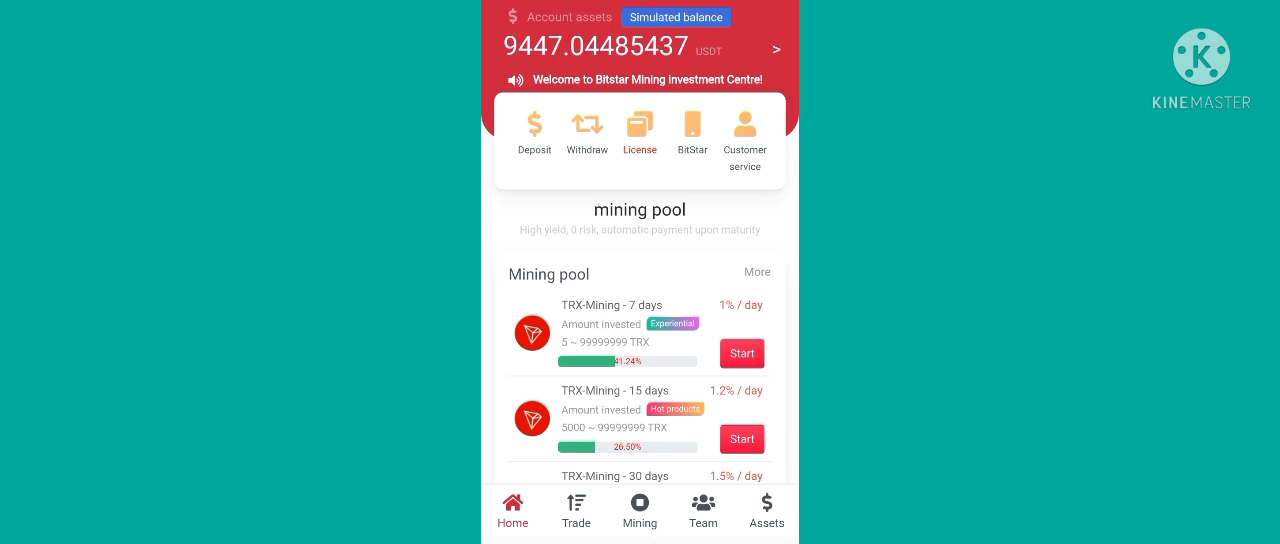 Account assets Simulated balance
9447.04485437 USDT >
Welcome to Bitstar Mining investment Centre!
Deposit Withdraw License BitStar Customer service
mining pool
High yield, 0 risk, automatic payment upon maturity
Mining pool More
TRX-Mining - 7 days 1% / day
Amount invested Experiential
5 ~ 99999999 TRX
41.24%
Start
TRX-Mining - 15 days 1.2% / day
Amount invested Hot products
5000 ~ 99999999 TRX
26.50%
Start
TRX-Mining - 30 days 1.5% / day
Home Trade Mining Team Assets
K
KINEMASTER